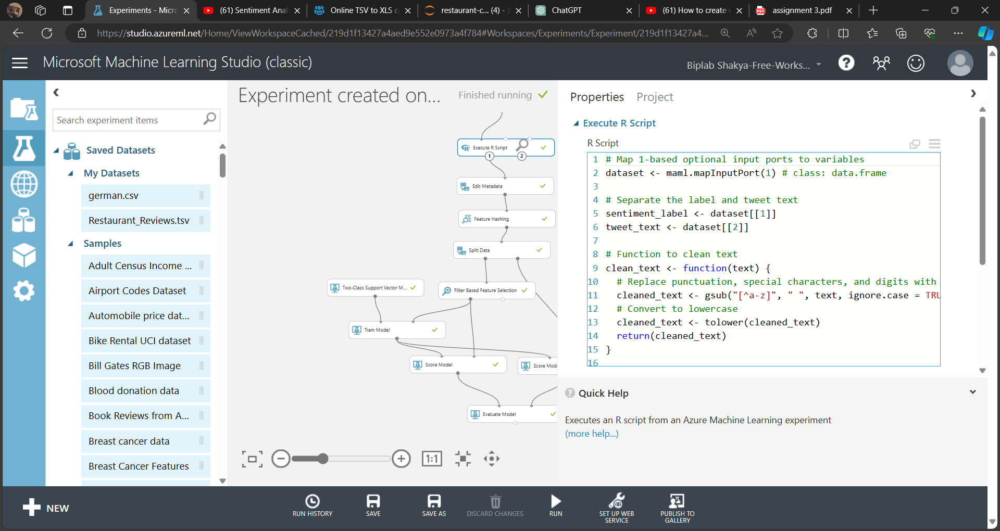 Experiments - Micro
(61) Sentiment Anal
Online TSV to XLS c
restaurant-c... (4) - J
ChatGPT
(61) How to create
assignment 3.pdf
https://studio.azureml.net/Home/ViewWorkspaceCached/219d1f13427a4aed9e552e0973a4f784#Workspaces/Experiments/Experiment/219d1f13427a4...
Microsoft Machine Learning Studio (classic)
Biplab Shakya-Free-Works...
Experiment created on...
Finished running
Properties
Project
Search experiment items
Execute R Script
R Script
Saved Datasets
My Datasets
german.csv
Restaurant_Reviews.tsv
Samples
Adult Census Income ...
Airport Codes Dataset
Automobile price dat...
Bike Rental UCI dataset
Bill Gates RGB Image
Blood donation data
Book Reviews from A...
Breast cancer data
Breast Cancer Features
Execute R Script
1
2
Edit Metadata
Feature Hashing
Split Data
Two-Class Support Vector M...
Filter Based Feature Selection
Train Model
Score Model
Score Mode
Evaluate Model
1:1
1 # Map 1-based optional input ports to variables
2 dataset <- maml.mapInputPort(1) # class: data.frame
3
4 # Separate the label and tweet text
5 sentiment_label <- dataset[[1]]
6 tweet_text <- dataset[[2]]
7
8 # Function to clean text
9 clean_text <- function(text) {
10 # Replace punctuation, special characters, and digits with
11 cleaned_text <- gsub("[^a-z]", " ", text, ignore.case = TRU
12 # Convert to lowercase
13 cleaned_text <- tolower(cleaned_text)
14 return(cleaned_text)
15 }
16
Quick Help
Executes an R script from an Azure Machine Learning experiment
(more help...)
NEW
RUN HISTORY
SAVE
SAVE AS
DISCARD CHANGES
RUN
SET UP WEB
SERVICE
PUBLISH TO
GALLERY